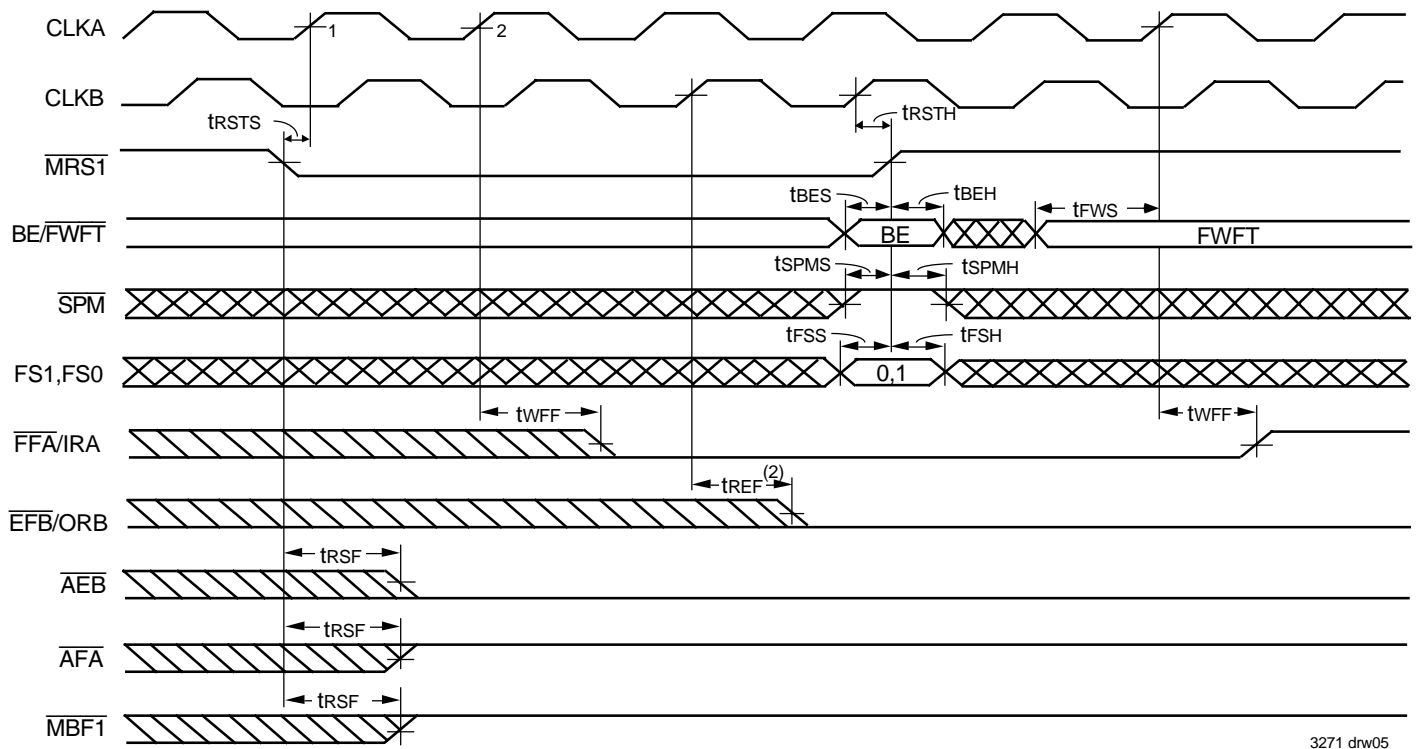 CLKA
1
2
CLKB
tRSTS
tRSTH
MRS1
tBES
tBEH
tFWS
BE/FWFT
BE
FWFT
tSPMS
tSPMH
SPM
tFSS
tFSH
FS1,FS0
0,1
tWFF
tWFF
FFA/IRA
tREF(2)
EFB/ORB
tRSF
AEB
tRSF
AFA
tRSF
MBF1
3271 drw05